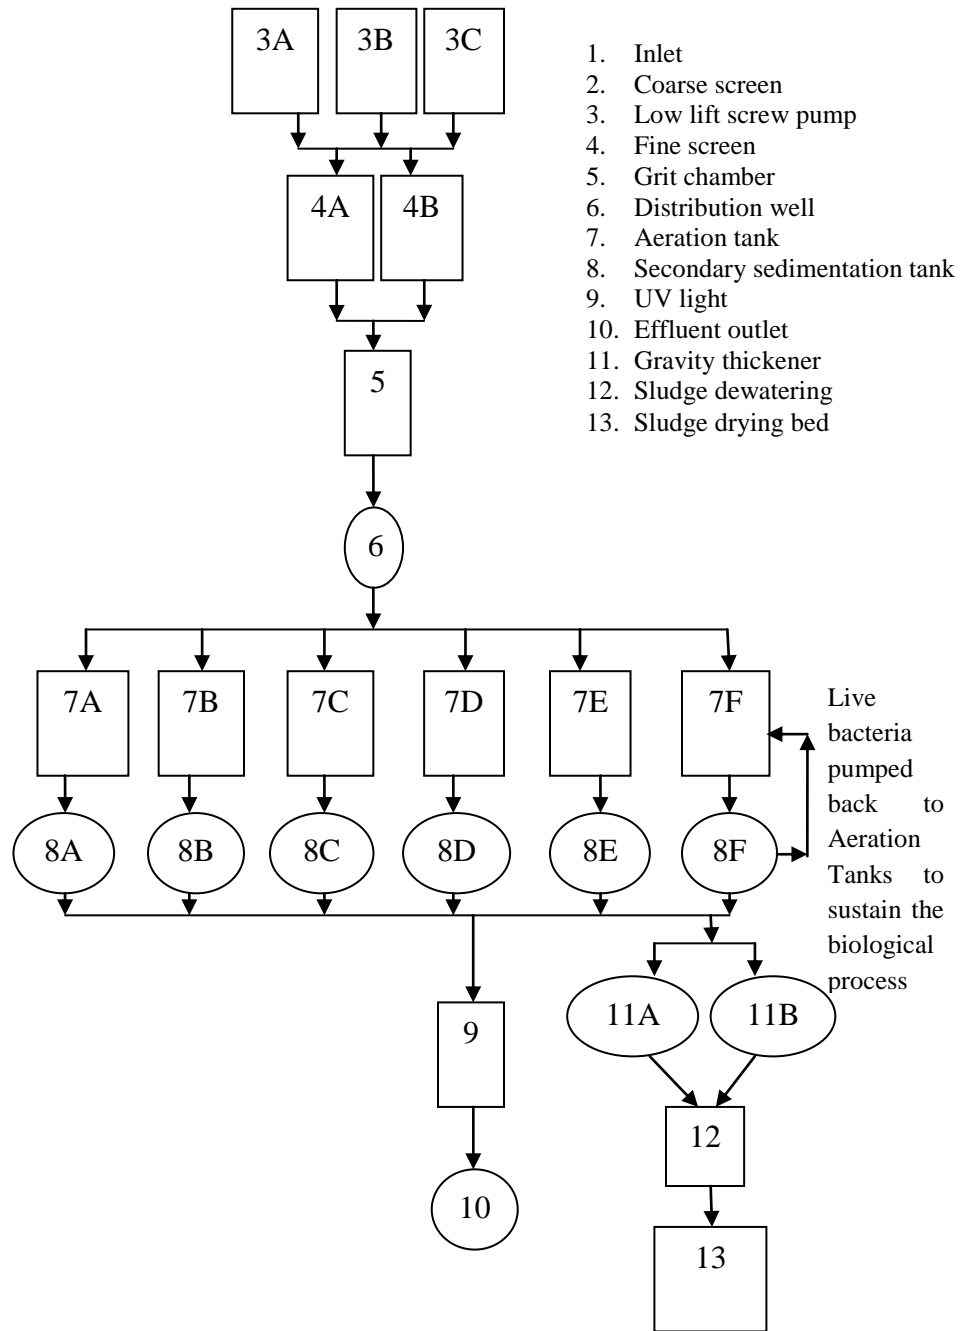 3A 3B 3C
1. Inlet
2. Coarse screen
3. Low lift screw pump
4. Fine screen
5. Grit chamber
6. Distribution well
7. Aeration tank
8. Secondary sedimentation tank
9. UV light
10. Effluent outlet
11. Gravity thickener
12. Sludge dewatering
13. Sludge drying bed
4A 4B
5
6
7A 7B 7C 7D 7E 7F
8A 8B 8C 8D 8E 8F
Live
bacteria
pumped
back to
Aeration
Tanks to
sustain the
biological
process
9
11A 11B
12
10
13